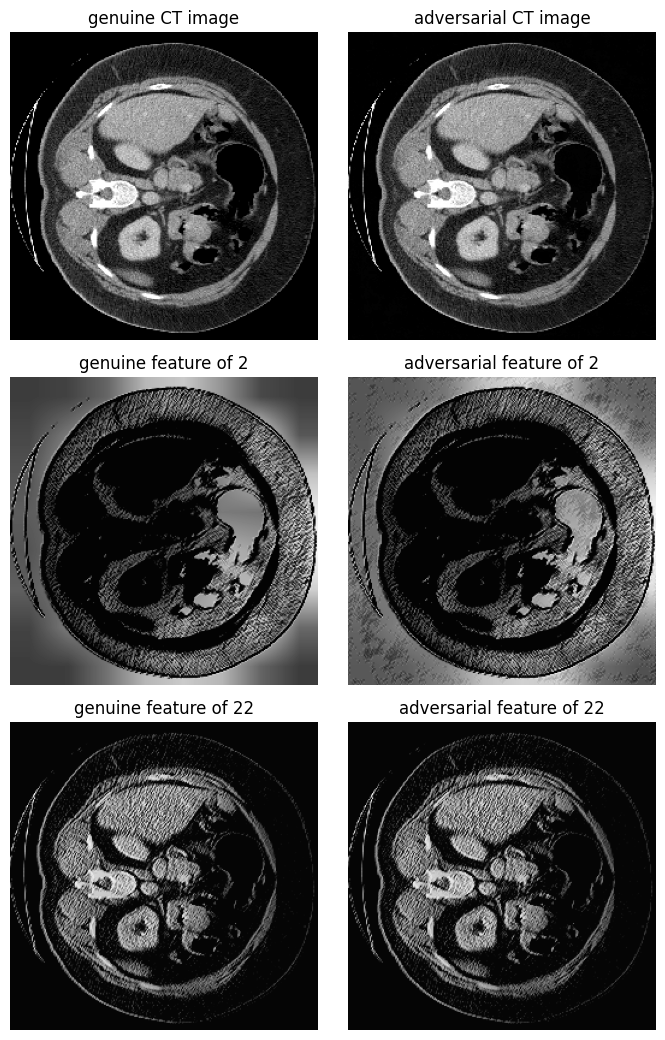 genuine CT image
adversarial CT image
genuine feature of 2
adversarial feature of 2
genuine feature of 22
adversarial feature of 22